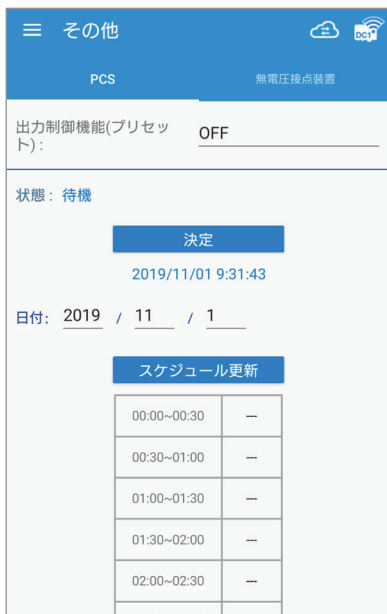 その他
DC1
PCS
無電圧接点装置
出力制御機能(プリセッ
ト) :
OFF
状態 : 待機
決定
2019/11/01 9:31:43
日付: 2019 / 11 / 1
スケジュール更新
00:00~00:30 ---
00:30~01:00 ---
01:00~01:30 ---
01:30~02:00 ---
02:00~02:30 ---